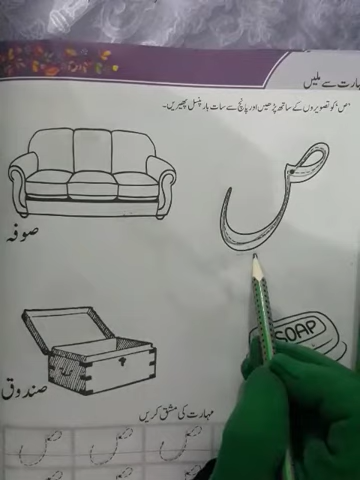 مہارت سے ملیں
"ص" کو تصویروں کے ساتھ پڑھیں اور پانچ سے سات بار پنسل پھیریں۔
ص
صوفہ
SOAP
صندوق
مہارت کی مشق کریں
ص ص ص